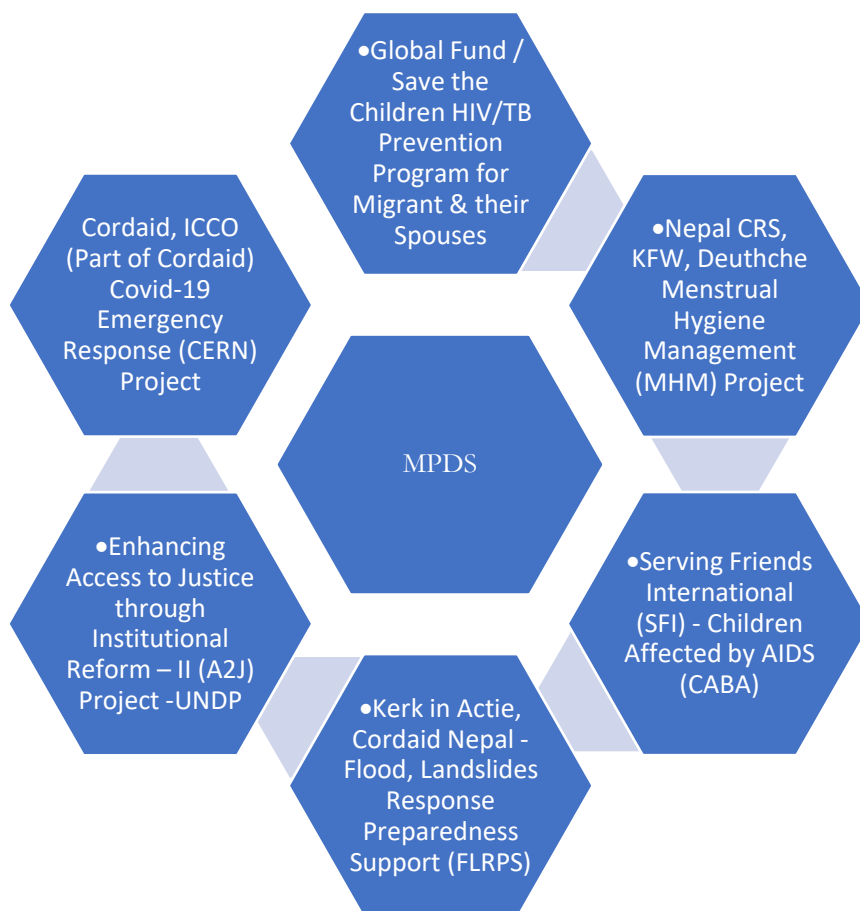 •Global Fund /
Save the
Children HIV/TB
Prevention
Program for
Migrant & their
Spouses
•Nepal CRS,
KFW, Deuthche
Menstrual
Hygiene
Management
(MHM) Project
•Serving Friends
International
(SFI) - Children
Affected by AIDS
(CABA)
•Kerk in Actie,
Cordaid Nepal -
Flood, Landslides
Response
Preparedness
Support (FLRPS)
•Enhancing
Access to Justice
through
Institutional
Reform – II (A2J)
Project -UNDP
Cordaid, ICCO
(Part of Cordaid)
Covid-19
Emergency
Response (CERN)
Project
MPDS